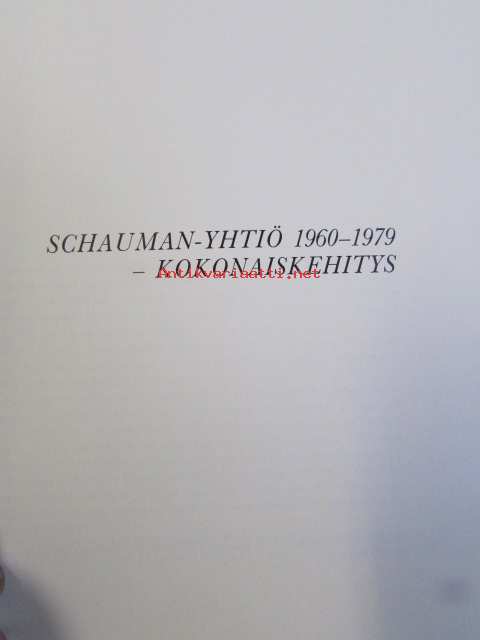 SCHAUMAN-YHTIÖ 1960–1979
– KOKONAISKEHITYS
Antikvariaatti.net